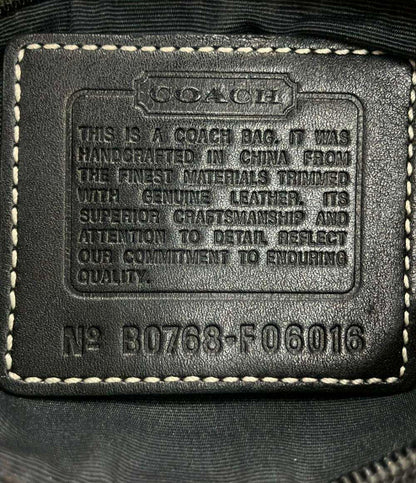 COACH
THIS IS A COACH BAG. IT WAS
HANDCRAFTED IN CHINA FROM
THE FINEST MATERIALS TRIMMED
WITH GENUINE LEATHER. ITS
SUPERIOR CRAFTSMANSHIP AND
ATTENTION TO DETAIL REFLECT
OUR COMMITMENT TO ENDURING
QUALITY.
Nº B0768-F06016